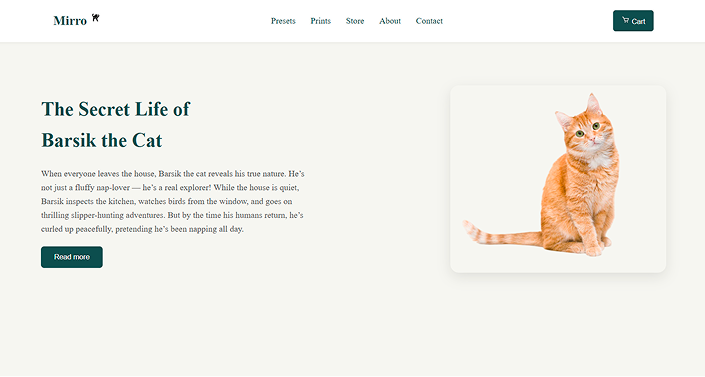 Mirro
Presets Prints Store About Contact
Cart
The Secret Life of
Barsik the Cat
When everyone leaves the house, Barsik the cat reveals his true nature. He’s
not just a fluffy nap-lover — he’s a real explorer! While the house is quiet,
Barsik inspects the kitchen, watches birds from the window, and goes on
thrilling slipper-hunting adventures. But by the time his humans return, he’s
curled up peacefully, pretending he’s been napping all day.
Read more